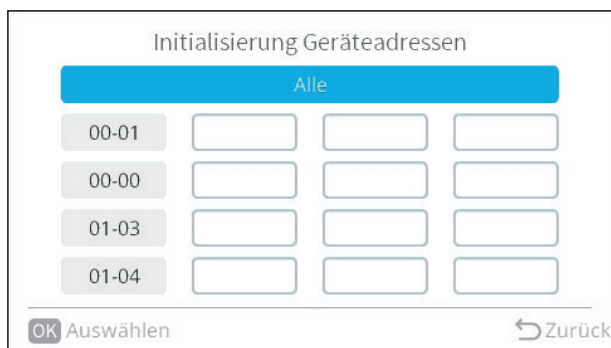 Initialisierung Geräteadressen
Alle
00-01
00-00
01-03
01-04
OK Auswählen
Zurück